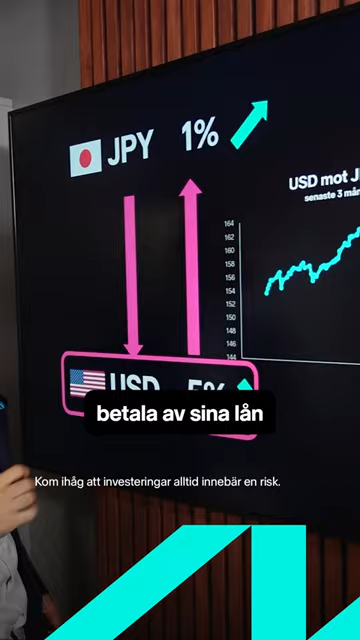 JPY 1%
USD mot J
senaste 3 mån
164
162
160
158
156
154
152
150
148
146
144
USD 5%
betala av sina lån
Kom ihåg att investeringar alltid innebär en risk.